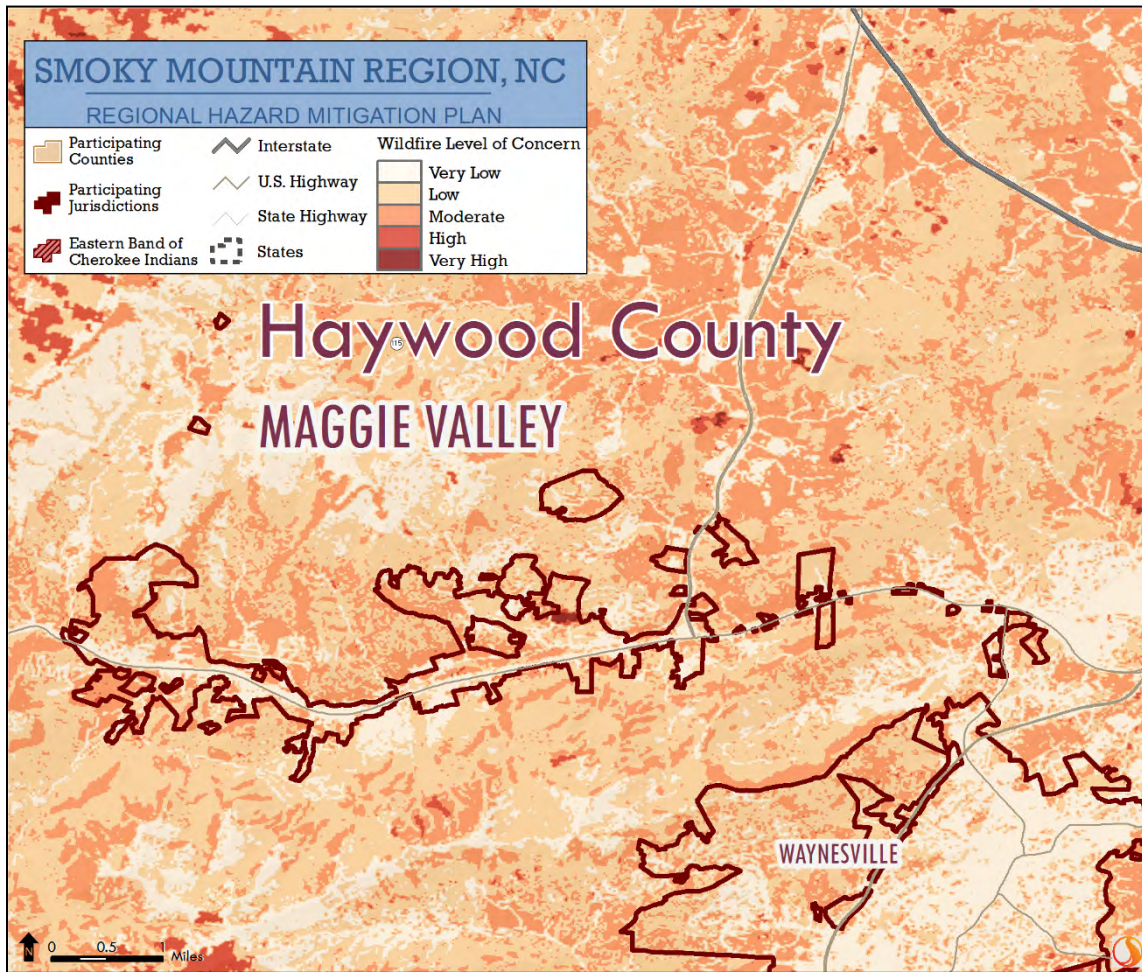 SMOKY MOUNTAIN REGION, NC
REGIONAL HAZARD MITIGATION PLAN
Participating
Counties
Participating
Jurisdictions
Eastern Band of
Cherokee Indians
Interstate
U.S. Highway
State Highway
States
Wildfire Level of Concern
Very Low
Low
Moderate
High
Very High
Haywood County
115
MAGGIE VALLEY
WAYNESVILLE
N
0 0.5 1
Miles